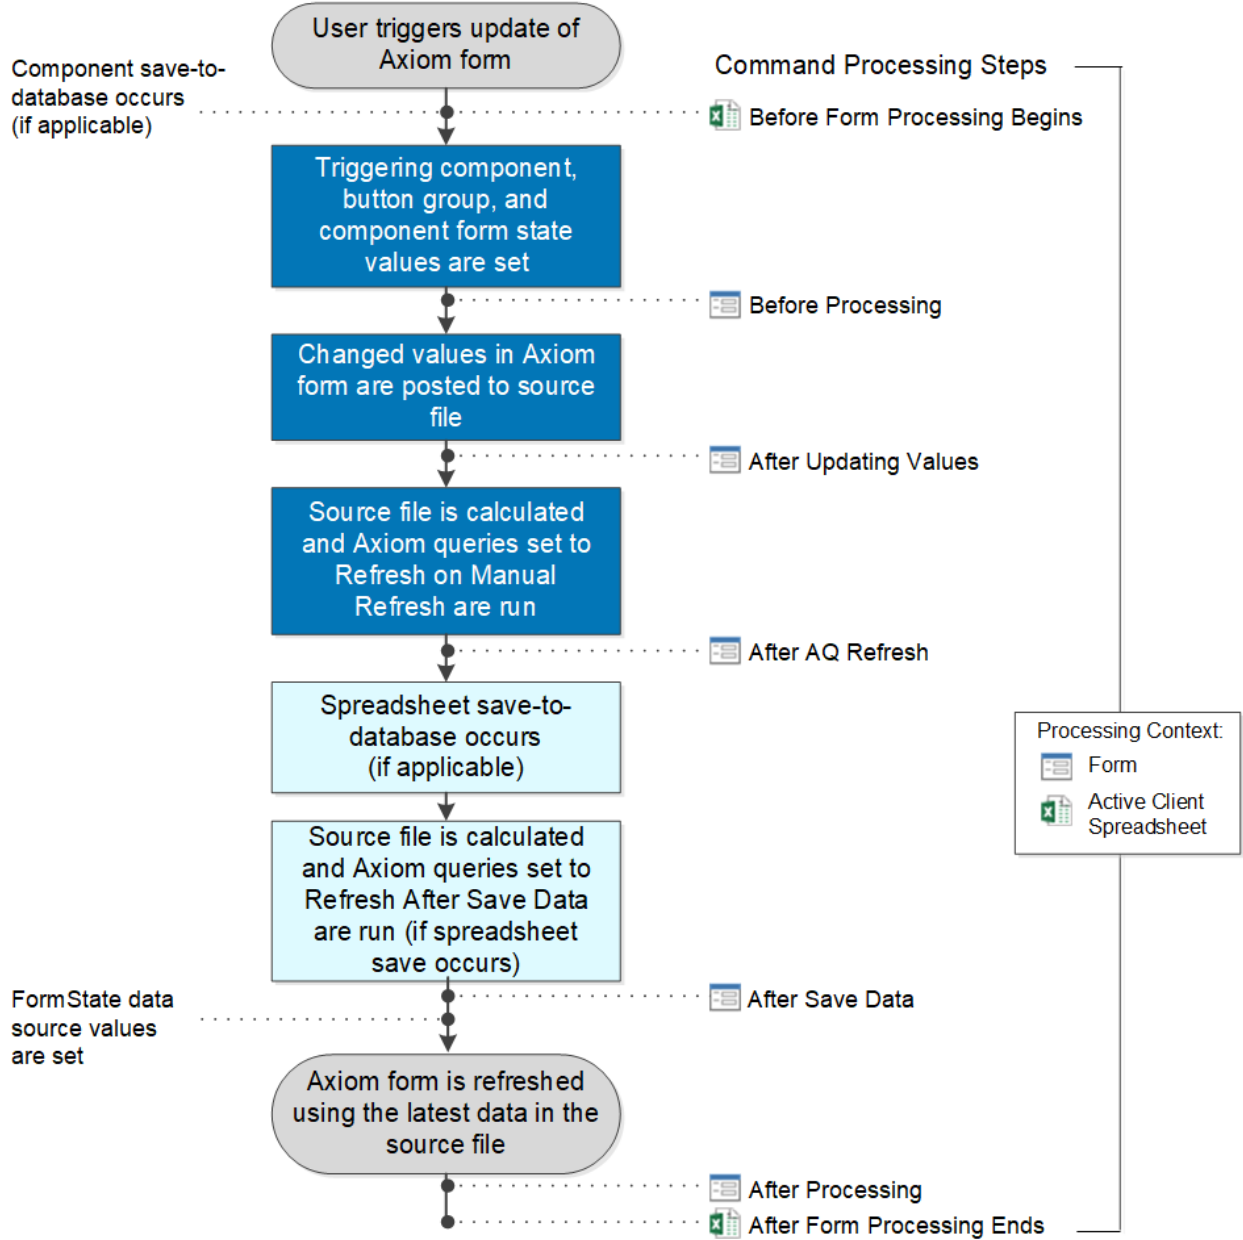 User triggers update of
Axiom form
Component save-to-
database occurs
(if applicable)
Command Processing Steps
Before Form Processing Begins
Triggering component,
button group, and
component form state
values are set
Before Processing
Changed values in Axiom
form are posted to source
file
After Updating Values
Source file is calculated
and Axiom queries set to
Refresh on Manual
Refresh are run
After AQ Refresh
Spreadsheet save-to-
database occurs
(if applicable)
Processing Context:
Form
Active Client
Spreadsheet
Source file is calculated
and Axiom queries set to
Refresh After Save Data
are run (if spreadsheet
save occurs)
After Save Data
FormState data
source values
are set
Axiom form is refreshed
using the latest data in the
source file
After Processing
After Form Processing Ends